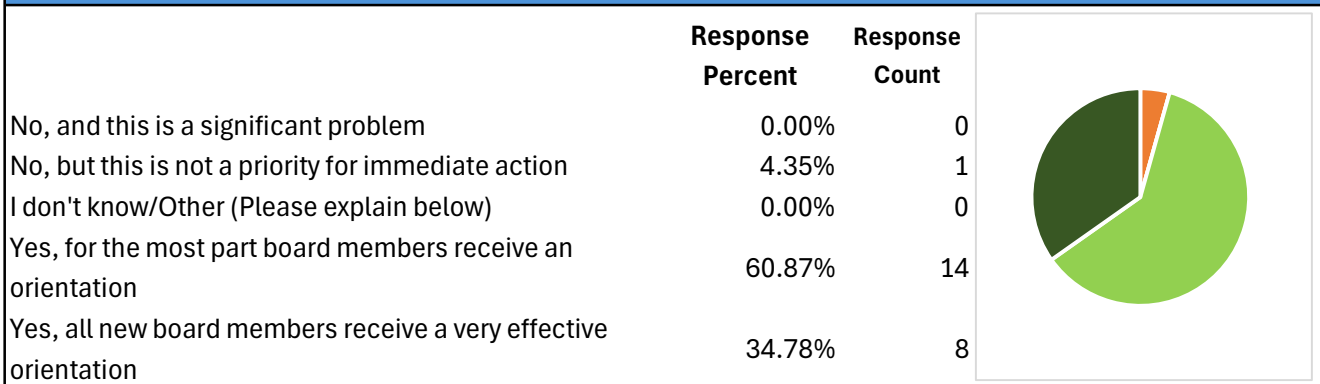 Response Response
Percent Count
No, and this is a significant problem 0.00% 0
No, but this is not a priority for immediate action 4.35% 1
I don't know/Other (Please explain below) 0.00% 0
Yes, for the most part board members receive an
orientation 60.87% 14
Yes, all new board members receive a very effective
orientation 34.78% 8